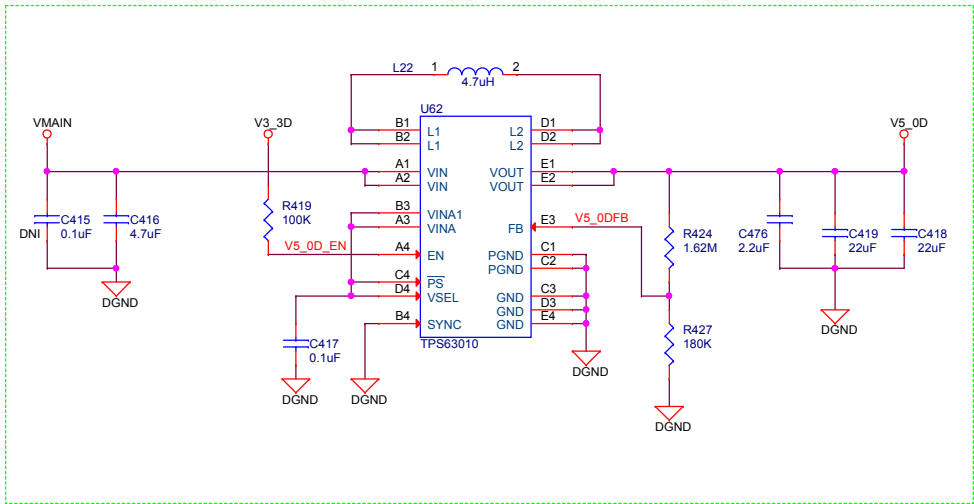 L22 1 2
4.7uH
U62
VMAIN
V3_3D
V5_0D
B1 L1 L2 D1
B2 L1 L2 D2
A1 VIN VOUT E1
A2 VIN VOUT E2
B3 VINA1
A3 VINA FB E3 V5_0DFB
A4 EN PGND C1
PGND C2
C4 PS
D4 VSEL GND C3
GND D3
B4 SYNC GND E4
TPS63010
C415
DNI 0.1uF
C416
4.7uF
R419
100K
V5_0D_EN
DGND
C417
0.1uF
DGND
DGND
DGND
R424
1.62M
R427
180K
DGND
C476
2.2uF
C419
22uF
C418
22uF
DGND